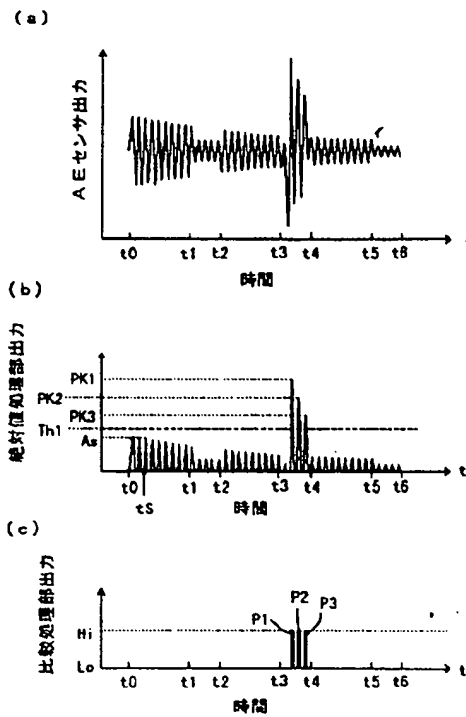 (a)
AEセンサ出力
t0 t1 t2 t3 t4 t5 t6
時間
(b)
絶対値処理部出力
PK1
PK2
PK3
Th1
As
t0 t1 t2 t3 t4 t5 t6 t
tS
時間
(c)
比較処理部出力
P1 P2 P3
Hi
Lo
t0 t1 t2 t3 t4 t5 t6 t
時間